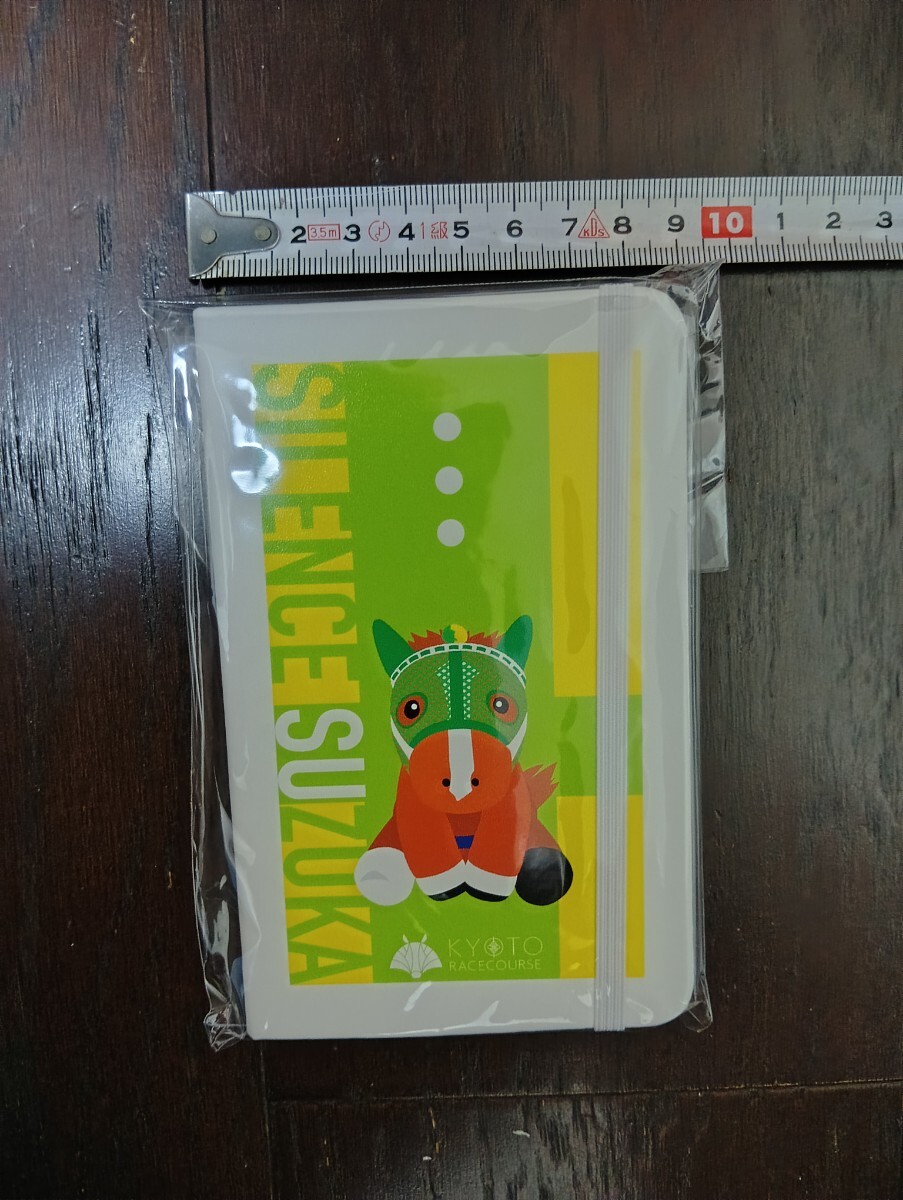 2 3.5m 3 4 1級 5 6 7 KDS 8 9 10 1 2 3
SILENCE SUZUKA
KYOTO
RACECOURSE